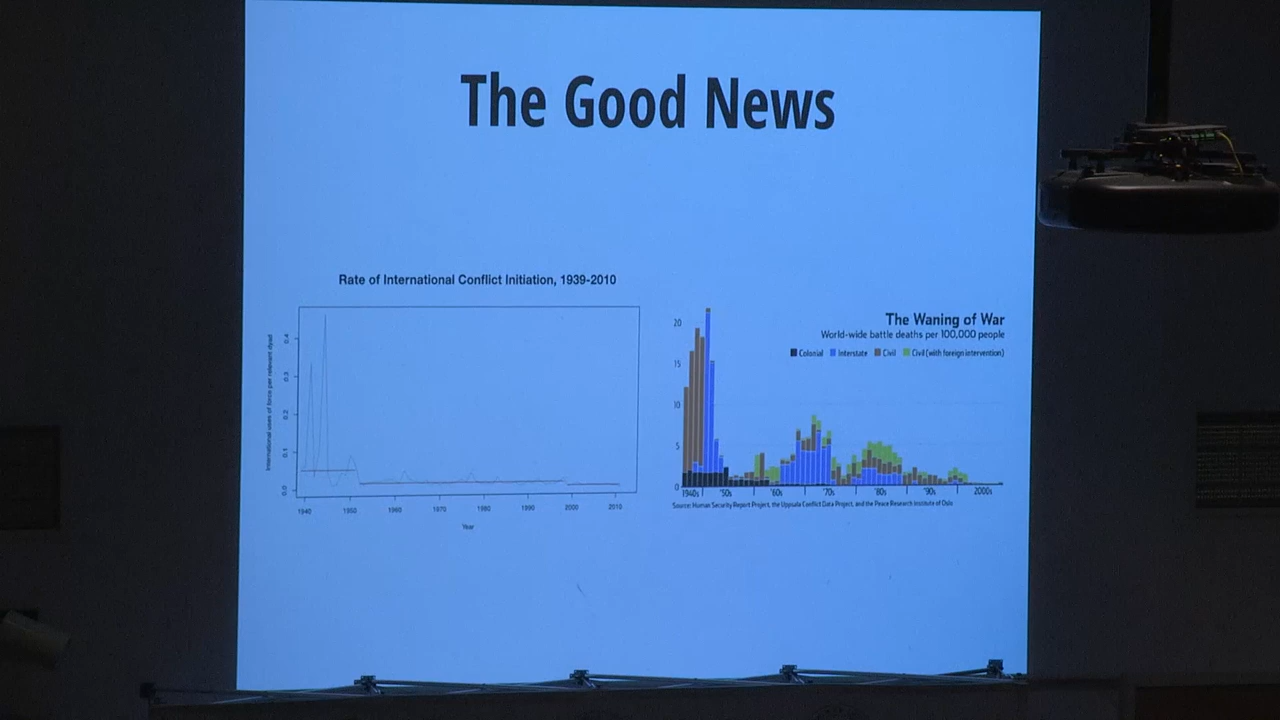 The Good News
Rate of International Conflict Initiation, 1939-2010
International uses of force per relevant dyad
0.4
0.3
0.2
0.1
0.0
1940 1950 1960 1970 1980 1990 2000 2010
Year
The Waning of War
World-wide battle deaths per 100,000 people
Colonial Interstate Civil Civil (with foreign intervention)
20
15
10
5
0
1940s '50s '60s '70s '80s '90s 2000s
Source: Human Security Report Project, the Uppsala Conflict Data Project, and the Peace Research Institute of Oslo